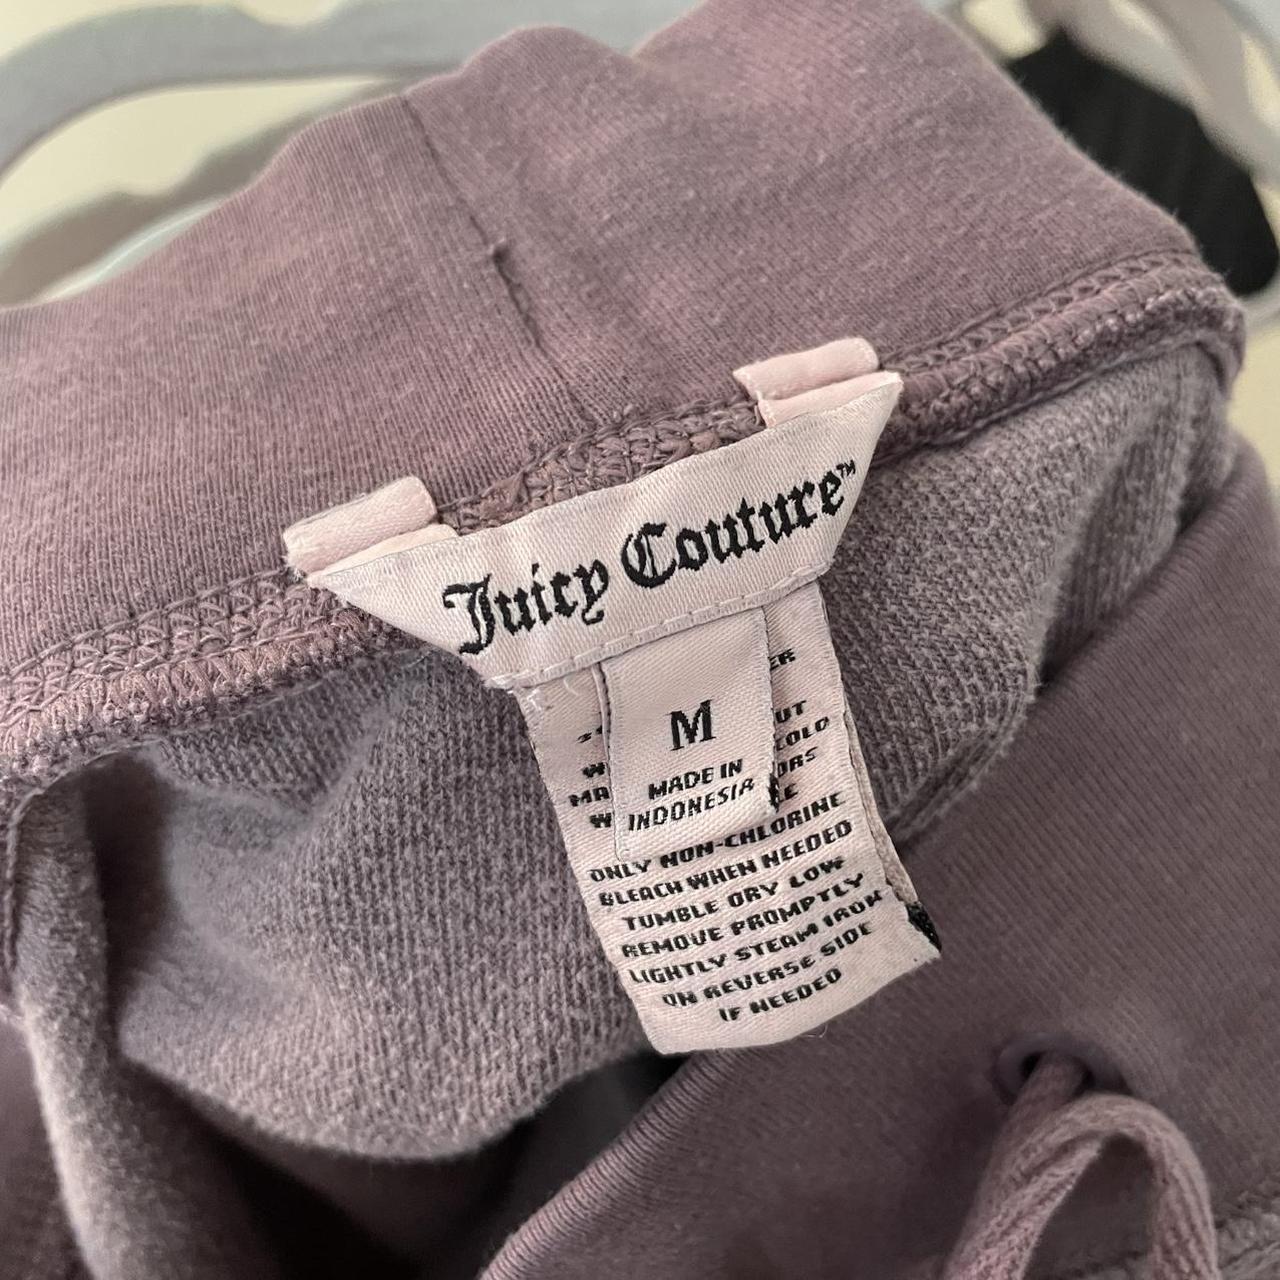 Juicy Couture™
M
MADE IN
INDONESIA
ONLY NON-CHLORINE
BLEACH WHEN NEEDED
TUMBLE DRY LOW
REMOVE PROMPTLY
LIGHTLY STEAM IRON
ON REVERSE SIDE
IF NEEDED